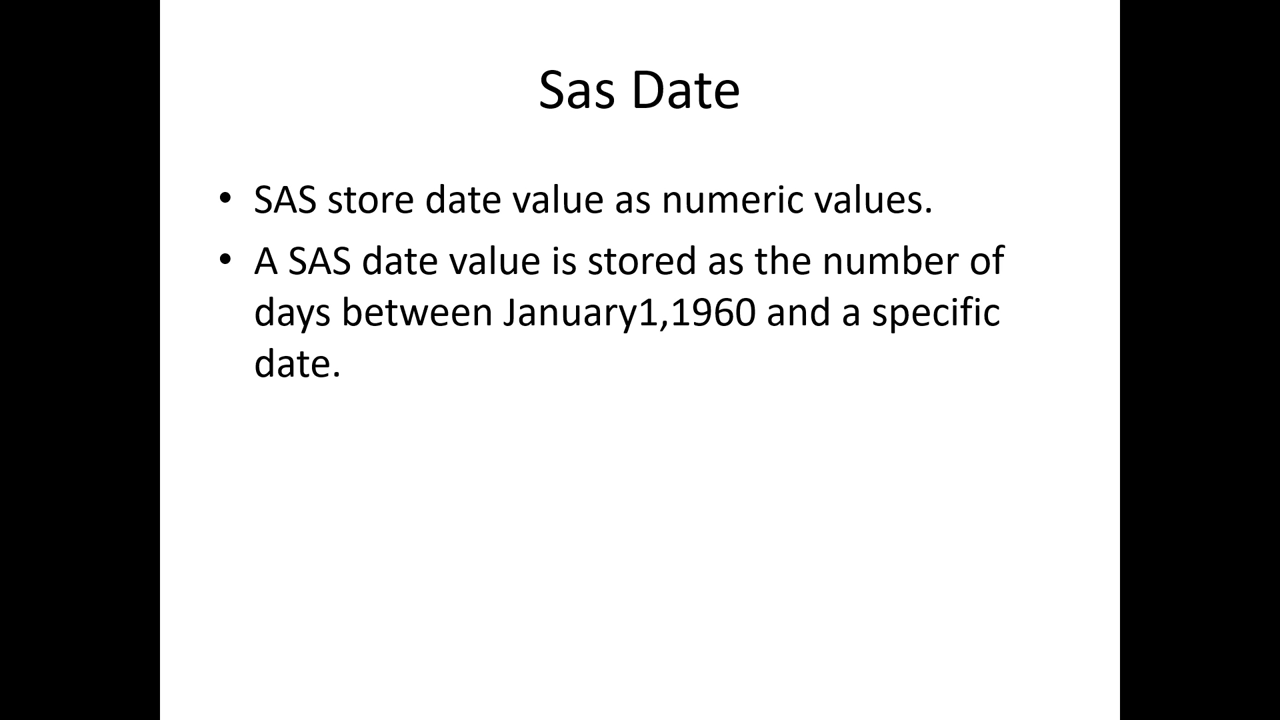 Sas Date
• SAS store date value as numeric values.
• A SAS date value is stored as the number of
days between January1,1960 and a specific
date.